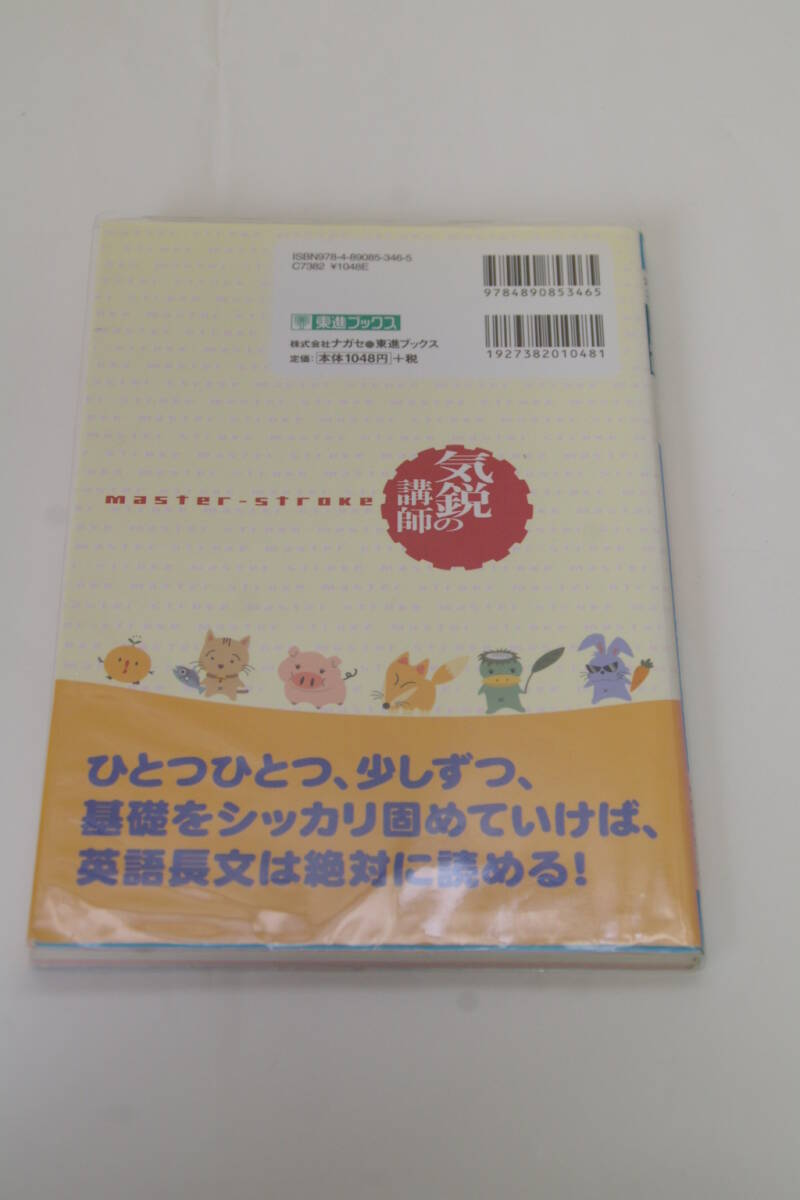 ISBN978-4-89085-346-5
C7382 ¥1048E
9784890853465
東進ブックス
株式会社ナガセ●東進ブックス
定価:本体1048円+税
1927382010481
master-stroke
気鋭の
講師
ひとつひとつ、少しずつ、
基礎をシッカリ固めていけば、
英語長文は絶対に読める!